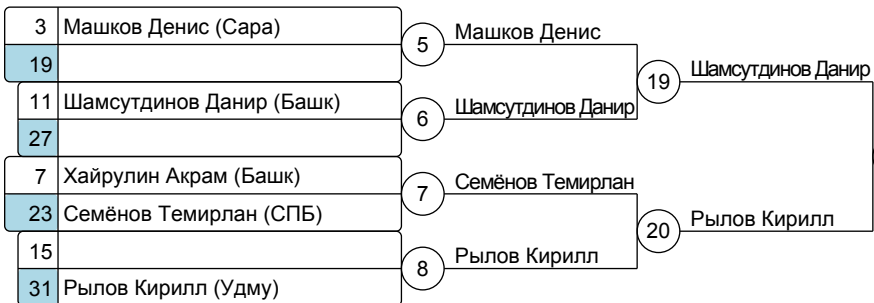 3 Машков Денис (Сара)
19
11 Шамсутдинов Данир (Башк)
27
7 Хайрулин Акрам (Башк)
23 Семёнов Темирлан (СПБ)
15
31 Рылов Кирилл (Удму)
5 Машков Денис
6 Шамсутдинов Данир
7 Семёнов Темирлан
8 Рылов Кирилл
19 Шамсутдинов Данир
20 Рылов Кирилл